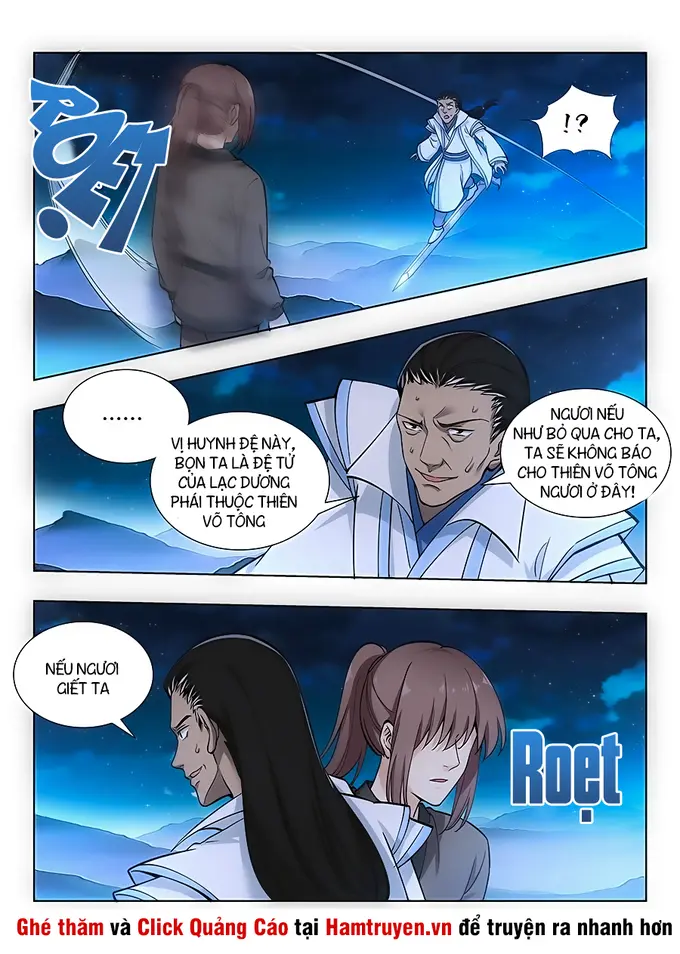 ROẸT
!?
......
VỊ HUYNH ĐỆ NÀY,
BỌN TA LÀ ĐỆ TỬ
CỦA LẠC DƯƠNG
PHÁI THUỘC THIÊN
VÕ TÔNG
NGƯƠI NẾU
NHƯ BỎ QUA CHO TA,
TA SẼ KHÔNG BÁO
CHO THIÊN VÕ TÔNG
NGƯƠI Ở ĐÂY!
NẾU NGƯƠI
GIẾT TA
Roẹt
Ghé thăm và Click Quảng Cáo tại Hamtruyen.vn để truyện ra nhanh hơn